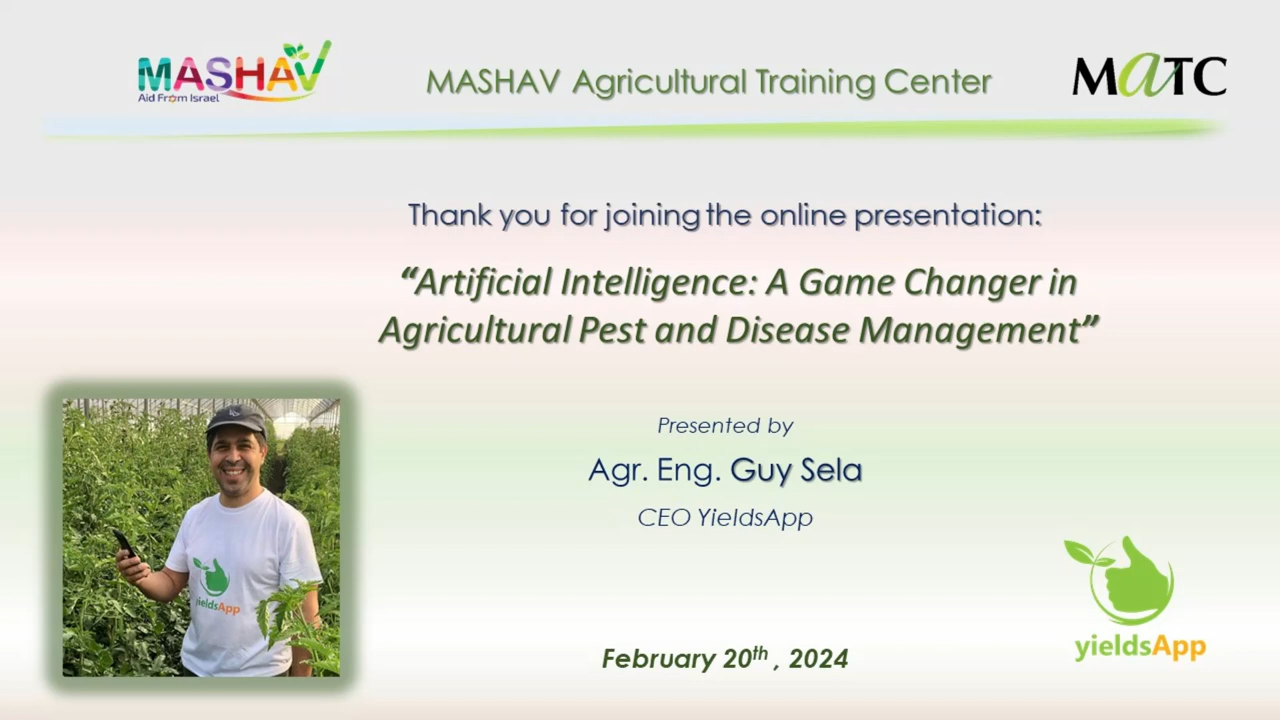 MASHAV
Aid From Israel
MASHAV Agricultural Training Center
MATC
Thank you for joining the online presentation:
“Artificial Intelligence: A Game Changer in
Agricultural Pest and Disease Management”
Presented by
Agr. Eng. Guy Sela
CEO YieldsApp
yieldsApp
yieldsApp
February 20th , 2024